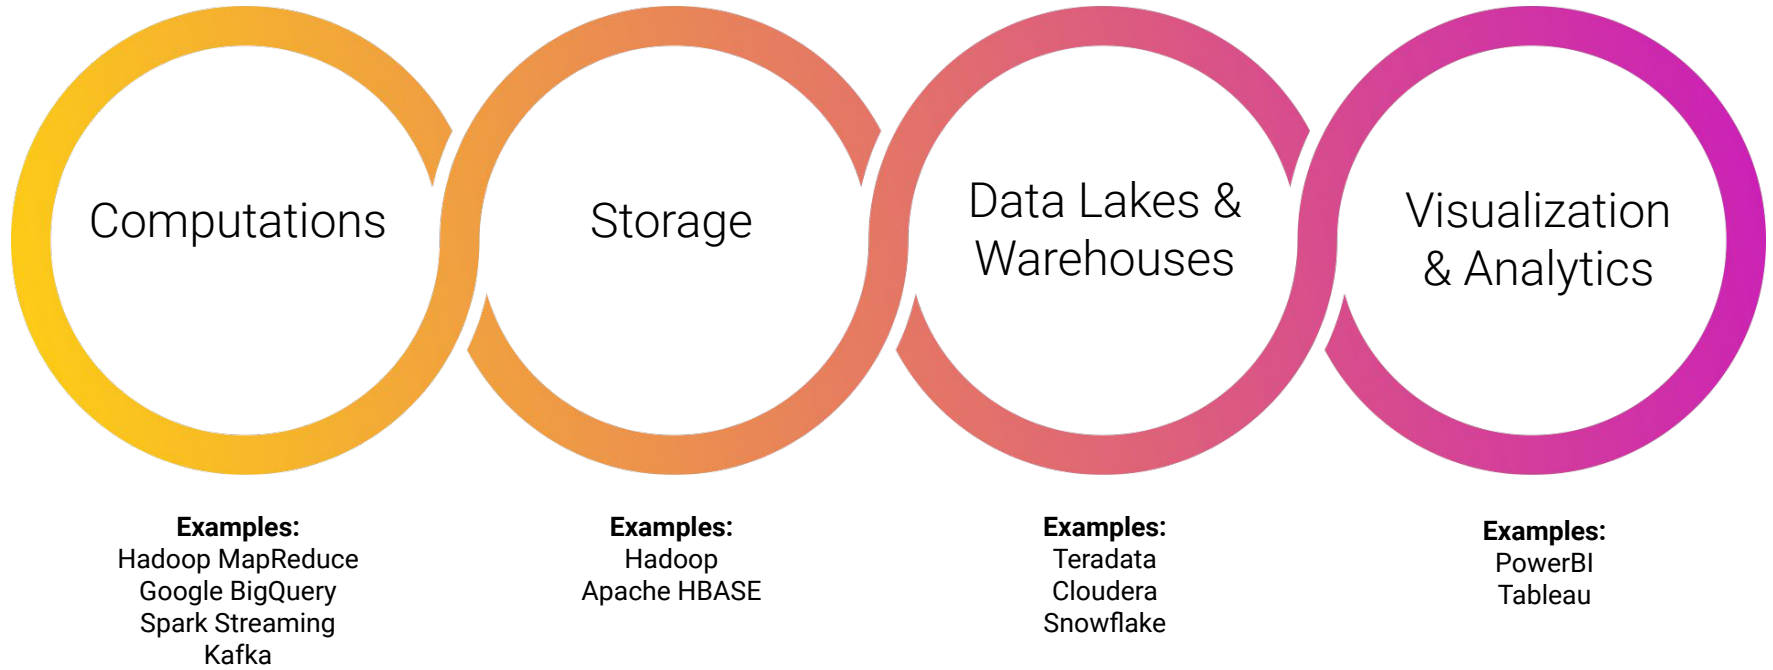 Computations
Storage
Data Lakes &
Warehouses
Visualization
& Analytics
Examples:
Hadoop MapReduce
Google BigQuery
Spark Streaming
Kafka
Examples:
Hadoop
Apache HBASE
Examples:
Teradata
Cloudera
Snowflake
Examples:
PowerBI
Tableau